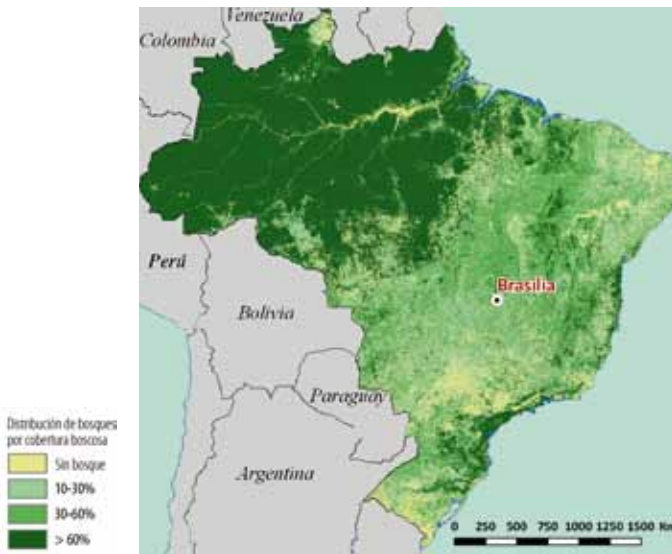 Venezuela
Colombia
Perú
Brasilia
Bolivia
Paraguay
Argentina
Distribución de bosques
por cobertura boscosa
Sin bosque
10-30%
30-60%
> 60%
0 250 500 750 1000 1250 1500 Km